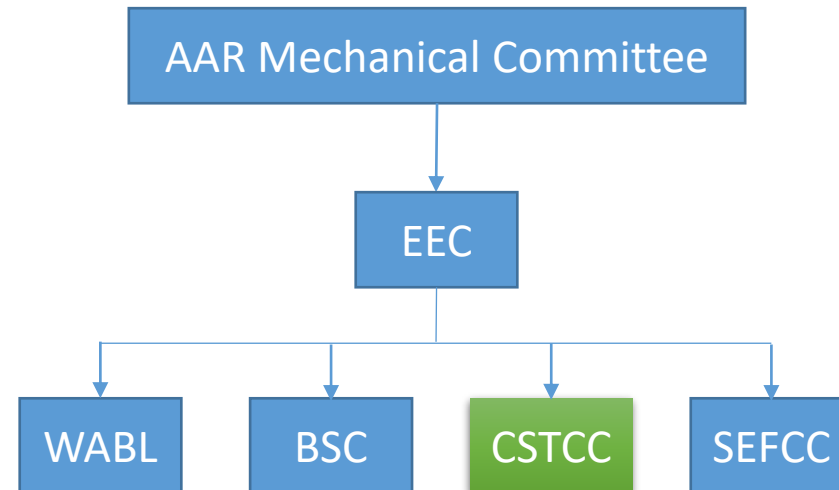 AAR Mechanical Committee
EEC
WABL
BSC
CSTCC
SEFCC